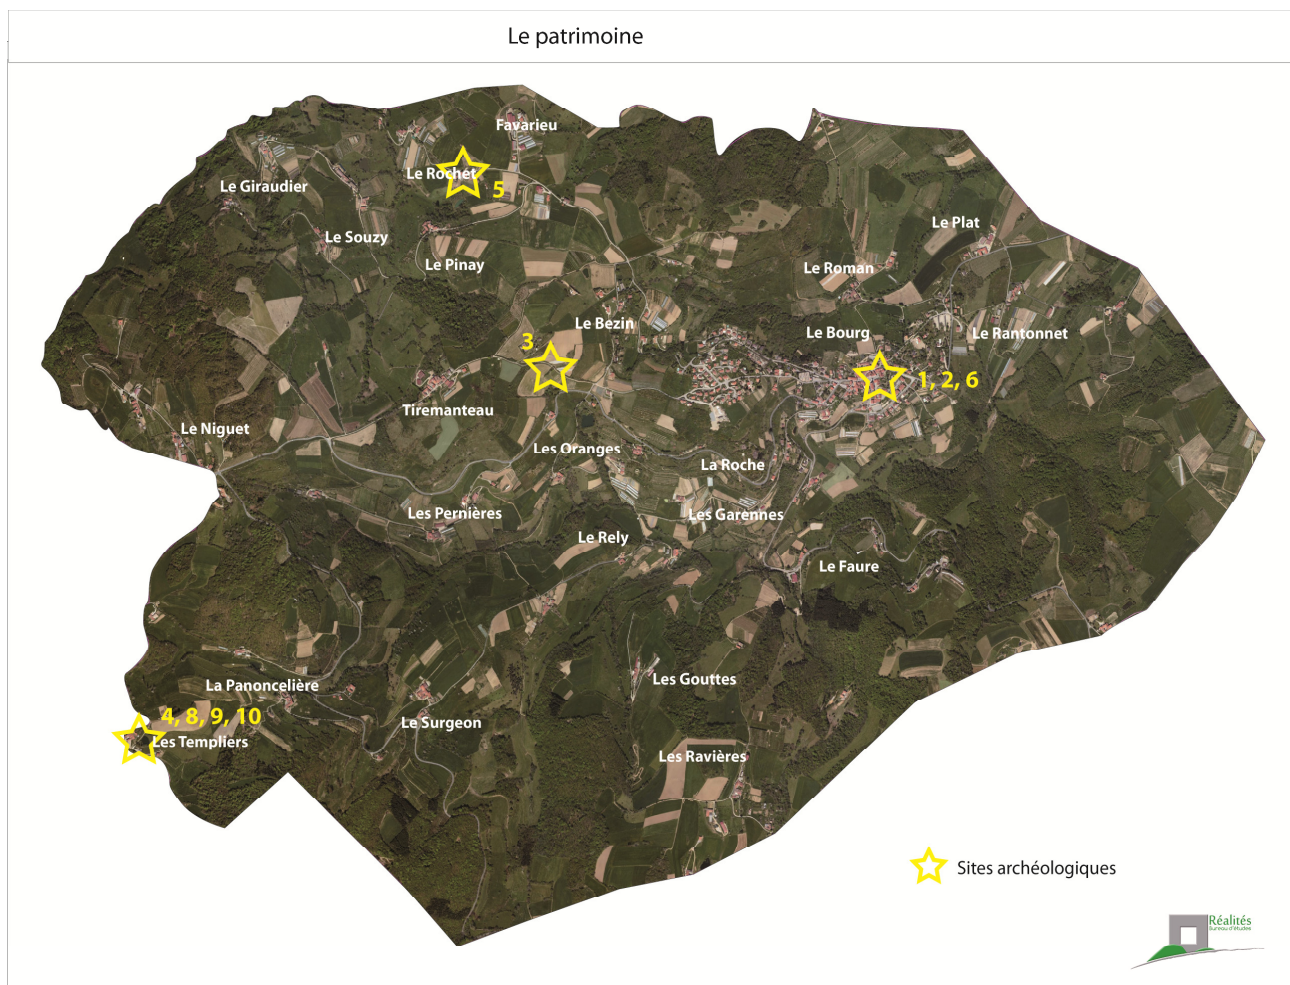 Le patrimoine
Favarieu
Le Rochet
5
Le Giraudier
Le Plat
Le Souzy
Le Pinay
Le Roman
Le Bezin
Le Bourg
Le Rantonnet
3
1, 2, 6
Tiremanteau
Le Niguet
Les Oranges
La Roche
Les Pernières
Les Garennes
Le Rely
Le Faure
La Panoncelière
Les Gouttes
4, 8, 9, 10
Le Surgeon
Les Templiers
Les Ravières
Sites archéologiques
Réalités
Bureau d'études